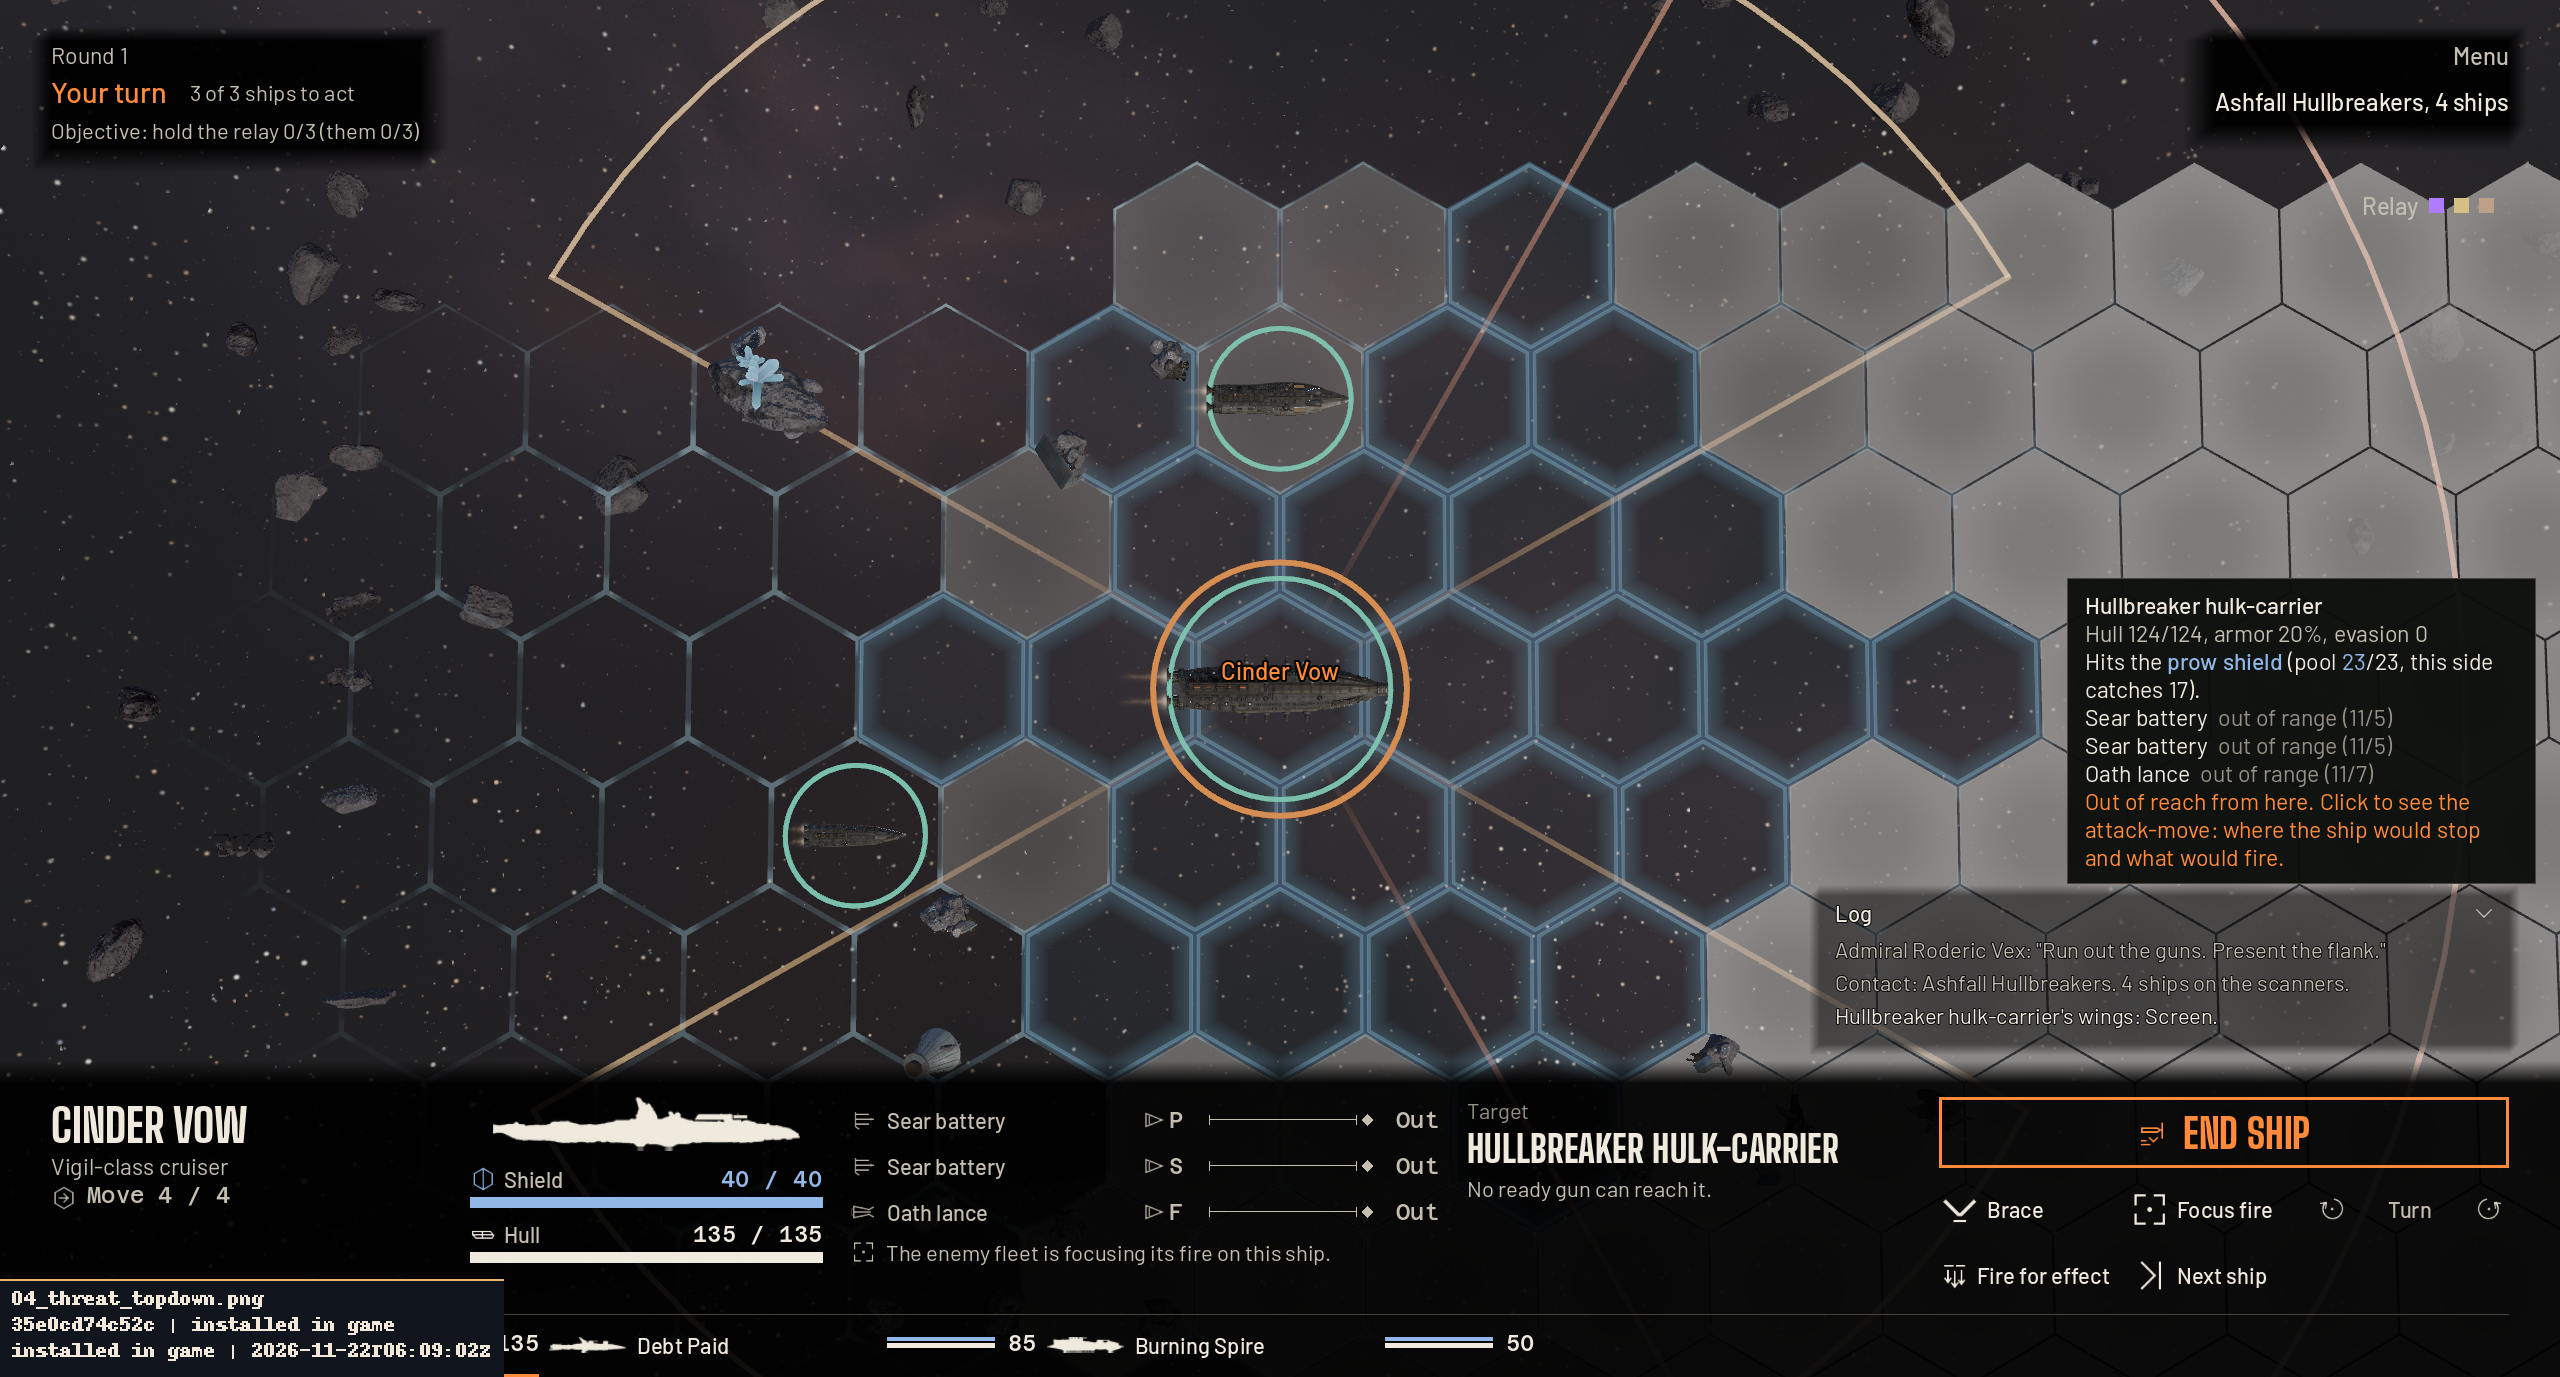 Round 1
Your turn 3 of 3 ships to act
Objective: hold the relay 0/3 (them 0/3)
Menu
Ashfall Hullbreakers, 4 ships
Relay
Cinder Vow
Hullbreaker hulk-carrier
Hull 124/124, armor 20%, evasion 0
Hits the prow shield (pool 23/23, this side
catches 17).
Sear battery out of range (11/5)
Sear battery out of range (11/5)
Oath lance out of range (11/7)
Out of reach from here. Click to see the
attack-move: where the ship would stop
and what would fire.
Log
Admiral Roderic Vex: "Run out the guns. Present the flank."
Contact: Ashfall Hullbreakers. 4 ships on the scanners.
Hullbreaker hulk-carrier's wings: Screen.
CINDER VOW
Vigil-class cruiser
Move 4 / 4
Shield 40 / 40
Hull 135 / 135
Sear battery P Out
Sear battery S Out
Oath lance F Out
The enemy fleet is focusing its fire on this ship.
Target
HULLBREAKER HULK-CARRIER
No ready gun can reach it.
END SHIP
Brace Focus fire Turn
Fire for effect Next ship
135 Debt Paid 85 Burning Spire 50
04_threat_topdown.png
35e0cd74c52c | installed in game
installed in game | 2026-11-22T06:09:02Z